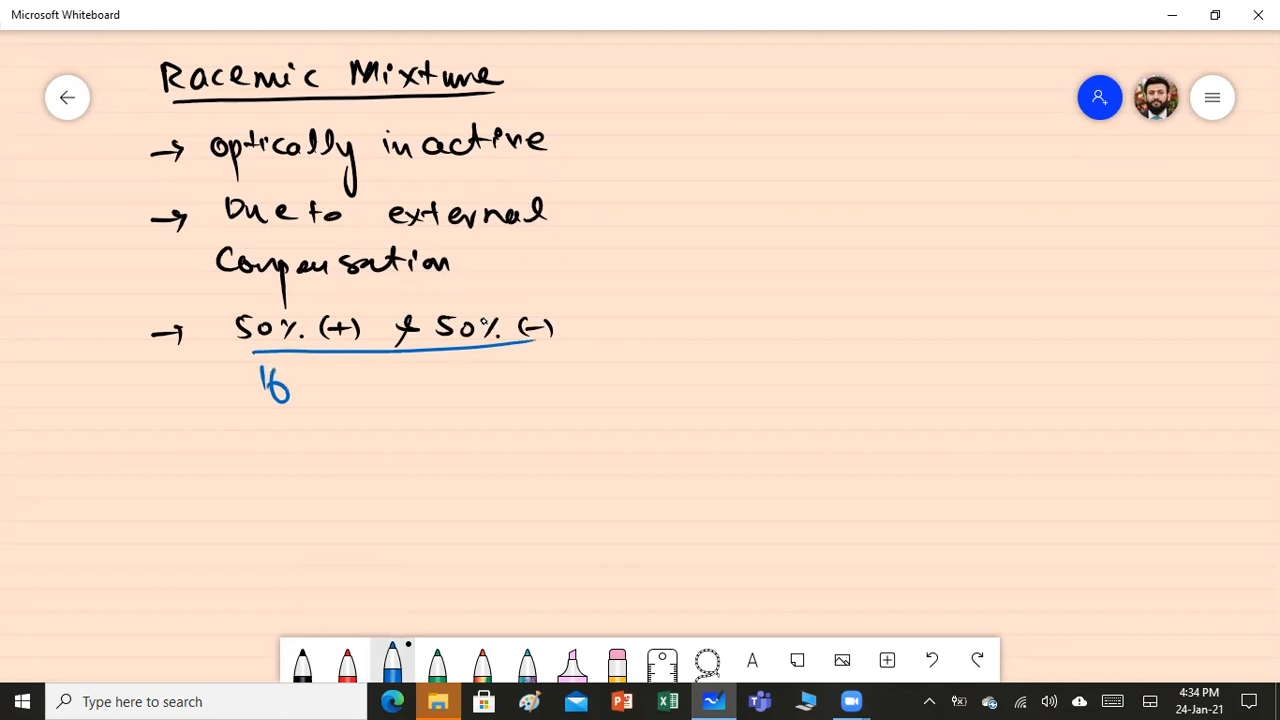 Microsoft Whiteboard
Racemic Mixture
→ Optically inactive
→ Due to external
Compensation
→ 50% (+) & 50% (-)
16
A
Type here to search
4:34 PM
24-Jan-21